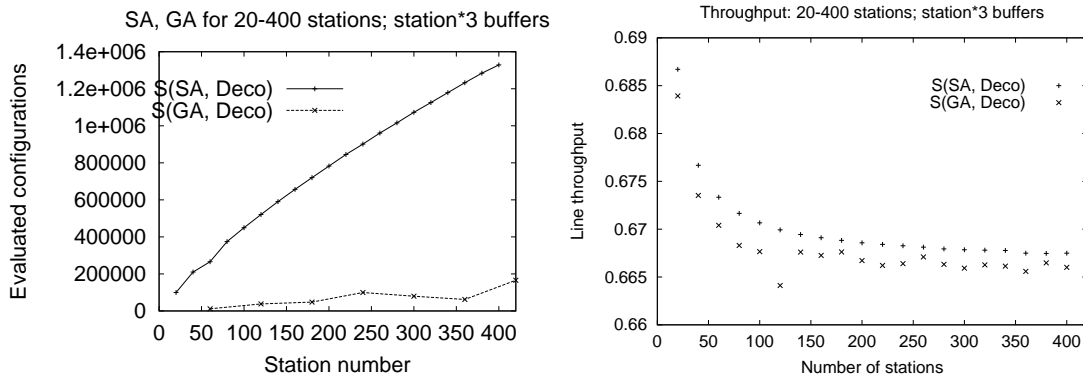 SA, GA for 20-400 stations; station*3 buffers
1.4e+006
1.2e+006
1e+006
800000
600000
400000
200000
0
Evaluated configurations
S(SA, Deco)
S(GA, Deco)
0 50 100 150 200 250 300 350 400
Station number
Throughput: 20-400 stations; station*3 buffers
0.69
0.685
0.68
0.675
0.67
0.665
0.66
Line throughput
S(SA, Deco)
S(GA, Deco)
0 50 100 150 200 250 300 350 400
Number of stations